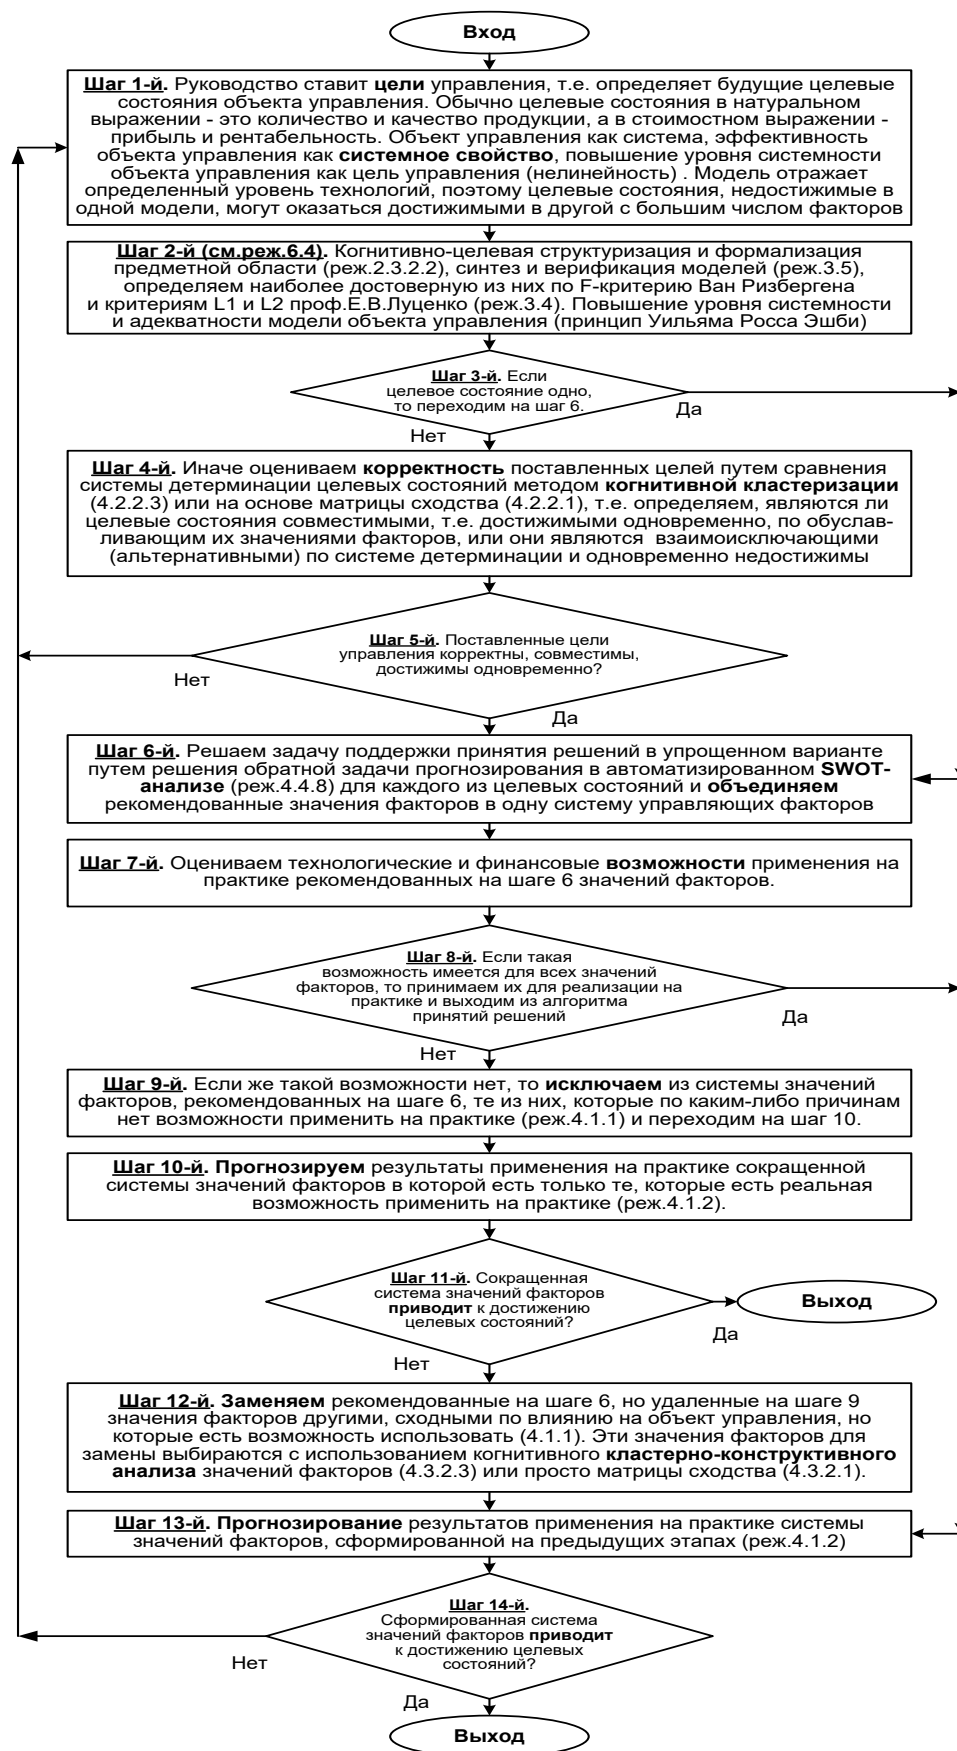 Вход
Шаг 1-й. Руководство ставит цели управления, т.е. определяет будущие целевые
состояния объекта управления. Обычно целевые состояния в натуральном
выражении - это количество и качество продукции, а в стоимостном выражении -
прибыль и рентабельность. Объект управления как система, эффективность
объекта управления как системное свойство, повышение уровня системности
объекта управления как цель управления (нелинейность) . Модель отражает
определенный уровень технологий, поэтому целевые состояния, недостижимые в
одной модели, могут оказаться достижимыми в другой с большим числом факторов
Шаг 2-й (см.реж.6.4). Когнитивно-целевая структуризация и формализация
предметной области (реж.2.3.2.2), синтез и верификация моделей (реж.3.5),
определяем наиболее достоверную из них по F-критерию Ван Ризбергена
и критериям L1 и L2 проф.Е.В.Луценко (реж.3.4). Повышение уровня системности
и адекватности модели объекта управления (принцип Уильяма Росса Эшби)
Шаг 3-й. Если
целевое состояние одно,
то переходим на шаг 6.
Да
Нет
Шаг 4-й. Иначе оцениваем корректность поставленных целей путем сравнения
системы детерминации целевых состояний методом когнитивной кластеризации
(4.2.2.3) или на основе матрицы сходства (4.2.2.1), т.е. определяем, являются ли
целевые состояния совместимыми, т.е. достижимыми одновременно, по обуслав-
ливающим их значениями факторов, или они являются взаимоисключающими
(альтернативными) по системе детерминации и одновременно недостижимы
Шаг 5-й. Поставленные цели
управления корректны, совместимы,
достижимы одновременно?
Нет
Да
Шаг 6-й. Решаем задачу поддержки принятия решений в упрощенном варианте
путем решения обратной задачи прогнозирования в автоматизированном SWOT-
анализе (реж.4.4.8) для каждого из целевых состояний и объединяем
рекомендованные значения факторов в одну систему управляющих факторов
Шаг 7-й. Оцениваем технологические и финансовые возможности применения на
практике рекомендованных на шаге 6 значений факторов.
Шаг 8-й. Если такая
возможность имеется для всех значений
факторов, то принимаем их для реализации на
практике и выходим из алгоритма
принятий решений
Да
Нет
Шаг 9-й. Если же такой возможности нет, то исключаем из системы значений
факторов, рекомендованных на шаге 6, те из них, которые по каким-либо причинам
нет возможности применить на практике (реж.4.1.1) и переходим на шаг 10.
Шаг 10-й. Прогнозируем результаты применения на практике сокращенной
системы значений факторов в которой есть только те, которые есть реальная
возможность применить на практике (реж.4.1.2).
Шаг 11-й. Сокращенная
система значений факторов
приводит к достижению
целевых состояний?
Выход
Да
Нет
Шаг 12-й. Заменяем рекомендованные на шаге 6, но удаленные на шаге 9
значения факторов другими, сходными по влиянию на объект управления, но
которые есть возможность использовать (4.1.1). Эти значения факторов для
замены выбираются с использованием когнитивного кластерно-конструктивного
анализа значений факторов (4.3.2.3) или просто матрицы сходства (4.3.2.1).
Шаг 13-й. Прогнозирование результатов применения на практике системы
значений факторов, сформированной на предыдущих этапах (реж.4.1.2)
Шаг 14-й.
Сформированная система
значений факторов приводит
к достижению целевых
состояний?
Нет
Да
Выход